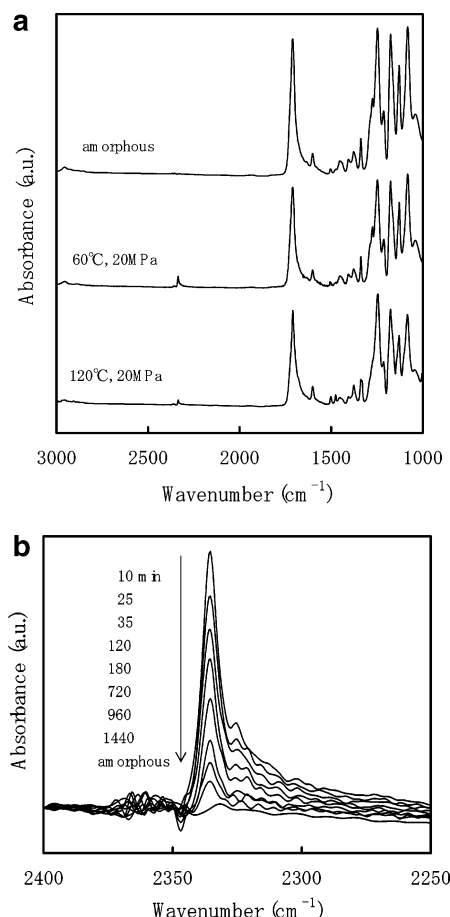 a
amorphous
60℃, 20MPa
120℃, 20MPa
Absorbance (a.u.)
3000 2500 2000 1500 1000
Wavenumber (cm⁻¹)
b
10 min
25
35
120
180
720
960
1440
amorphous
Absorbance (a.u.)
2400 2350 2300 2250
Wavenumber (cm⁻¹)